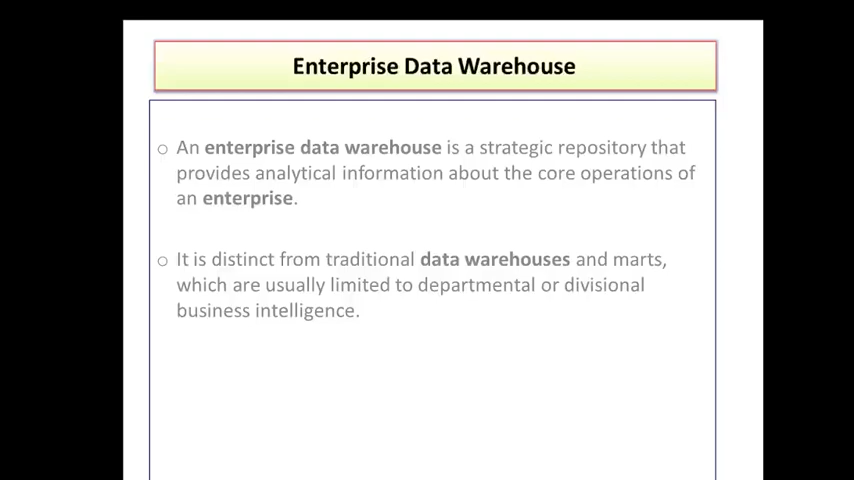 Enterprise Data Warehouse
○ An enterprise data warehouse is a strategic repository that
provides analytical information about the core operations of
an enterprise.
○ It is distinct from traditional data warehouses and marts,
which are usually limited to departmental or divisional
business intelligence.